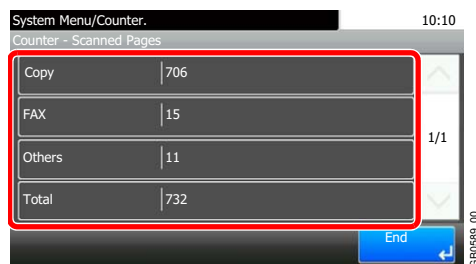 System Menu/Counter. 10:10
Counter - Scanned Pages
Copy 706
FAX 15
1/1
Others 11
Total 732
End
GB0589_00